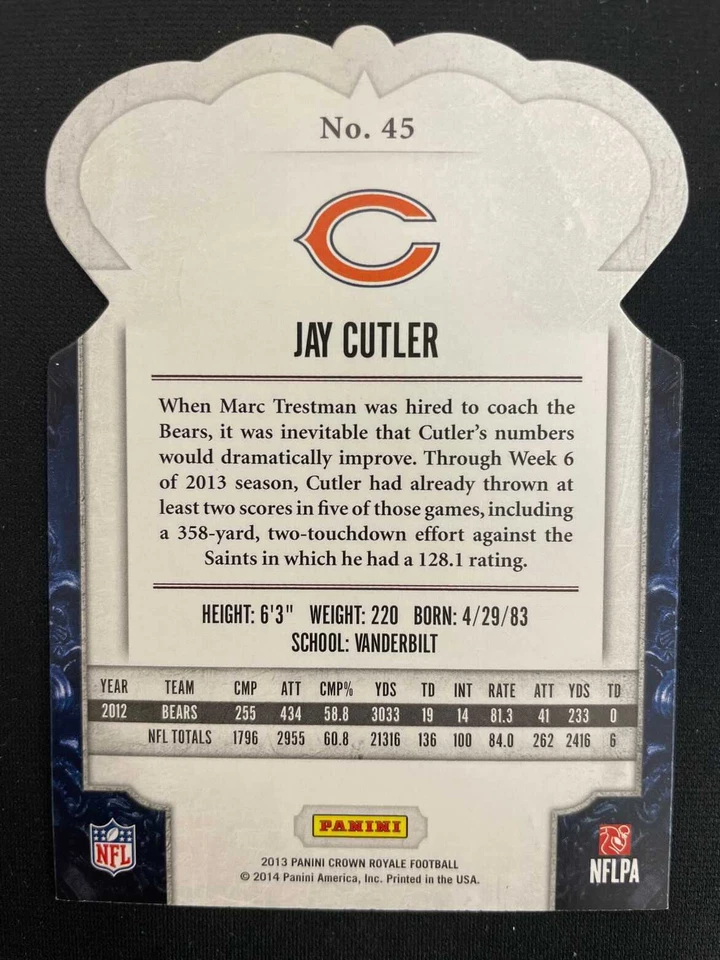 No. 45
JAY CUTLER
When Marc Trestman was hired to coach the
Bears, it was inevitable that Cutler's numbers
would dramatically improve. Through Week 6
of 2013 season, Cutler had already thrown at
least two scores in five of those games, including
a 358-yard, two-touchdown effort against the
Saints in which he had a 128.1 rating.
HEIGHT: 6'3" WEIGHT: 220 BORN: 4/29/83
SCHOOL: VANDERBILT
YEAR TEAM CMP ATT CMP% YDS TD INT RATE ATT YDS TD
2012 BEARS 255 434 58.8 3033 19 14 81.3 41 233 0
NFL TOTALS 1796 2955 60.8 21316 136 100 84.0 262 2416 6
PANINI
NFL
NFLPA
2013 PANINI CROWN ROYALE FOOTBALL
© 2014 Panini America, Inc. Printed in the USA.